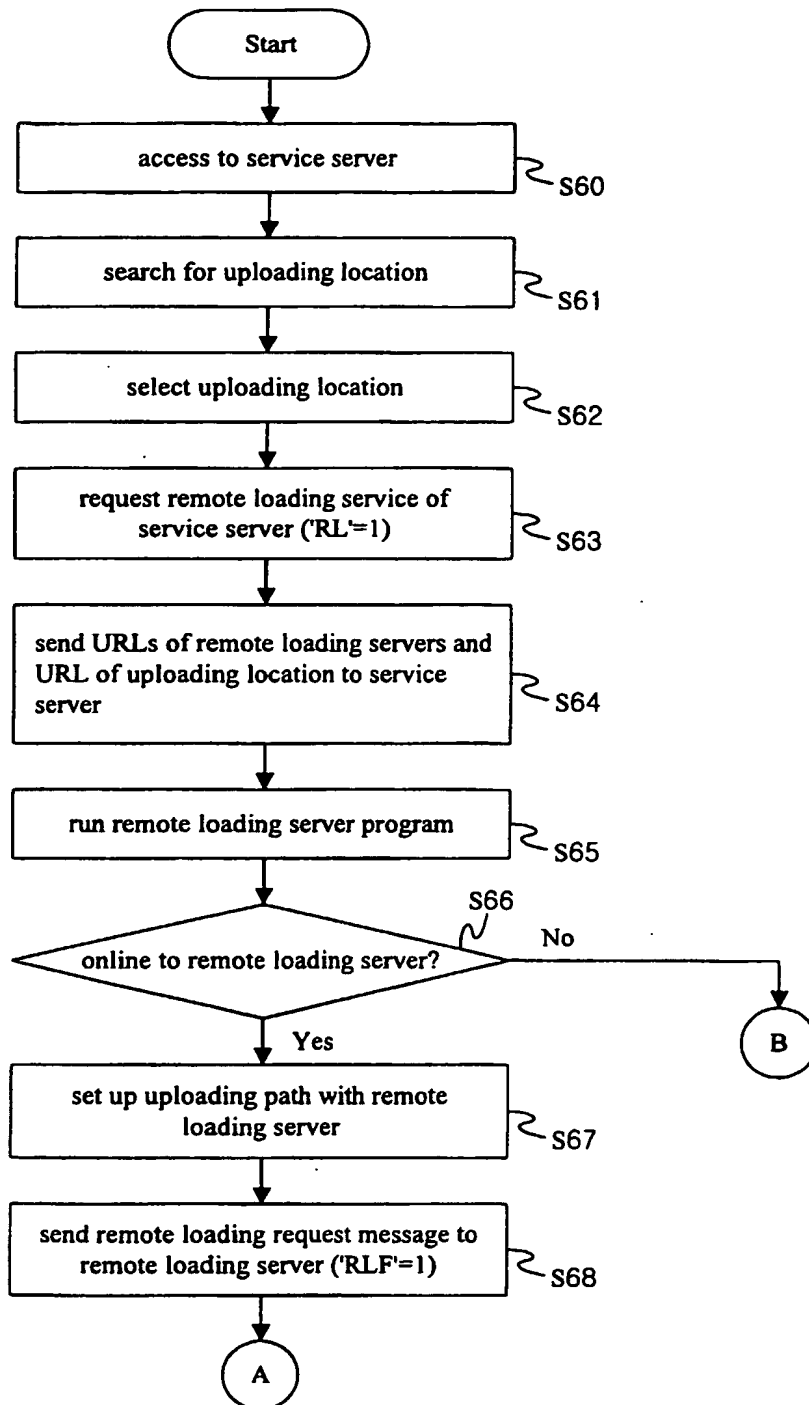 Start
access to service server
S60
search for uploading location
S61
select uploading location
S62
request remote loading service of
service server ('RL'=1)
S63
send URLs of remote loading servers and
URL of uploading location to service
server
S64
run remote loading server program
S65
S66
online to remote loading server?
No
B
Yes
set up uploading path with remote
loading server
S67
send remote loading request message to
remote loading server ('RLF'=1)
S68
A